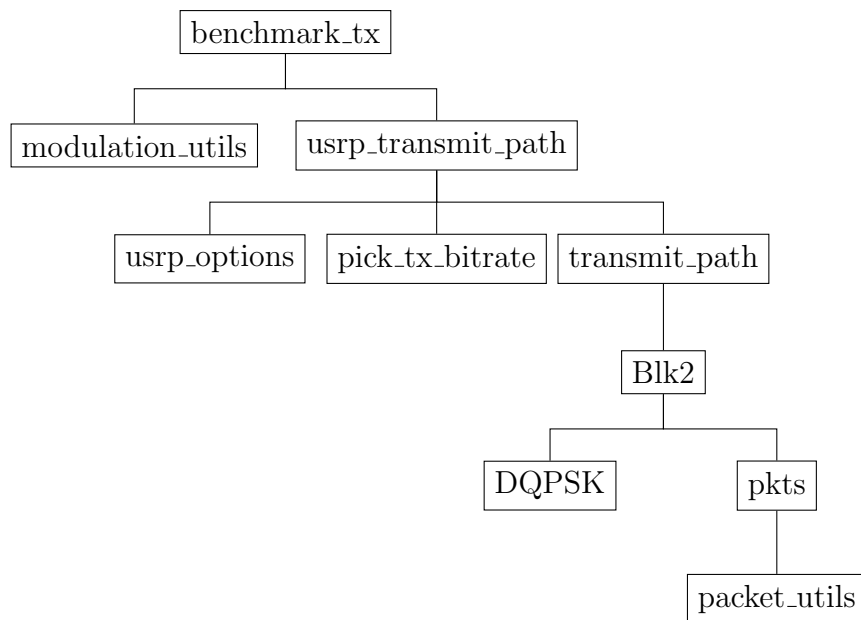 benchmark_tx
modulation_utils
usrp_transmit_path
usrp_options
pick_tx_bitrate
transmit_path
Blk2
DQPSK
pkts
packet_utils